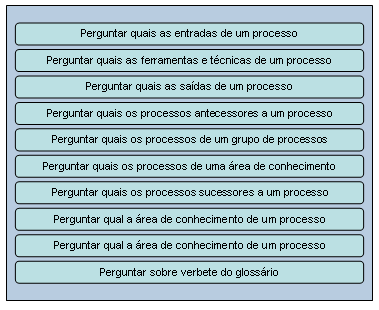 Perguntar quais as entradas de um processo
Perguntar quais as ferramentas e técnicas de um processo
Perguntar quais as saídas de um processo
Perguntar quais os processos antecessores a um processo
Perguntar quais os processos de um grupo de processos
Perguntar quais os processos de uma área de conhecimento
Perguntar quais os processos sucessores a um processo
Perguntar qual a área de conhecimento de um processo
Perguntar qual a área de conhecimento de um processo
Perguntar sobre verbete do glossário